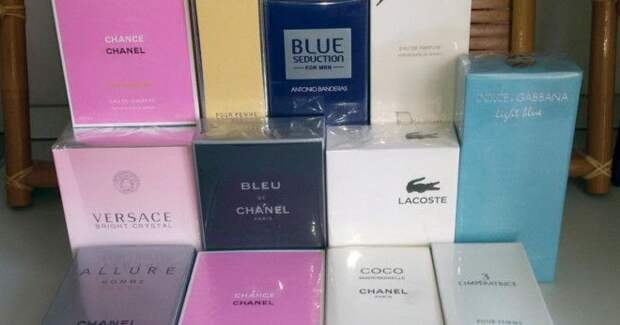 CHANCE
CHANEL
EAU DE TOILETTE
POUR FEMME
BLUE
SEDUCTION
FOR MEN
ANTONIO BANDERAS
EAU DE PARFUM
DOLCE & GABBANA
light blue
VERSACE
BRIGHT CRYSTAL
BLEU
DE
CHANEL
PARIS
LACOSTE
ALLURE
HOMME
CHANEL
CHANCE
CHANEL
COCO
MADEMOISELLE
CHANEL
PARIS
3
L'IMPÉRATRICE
POUR FEMME